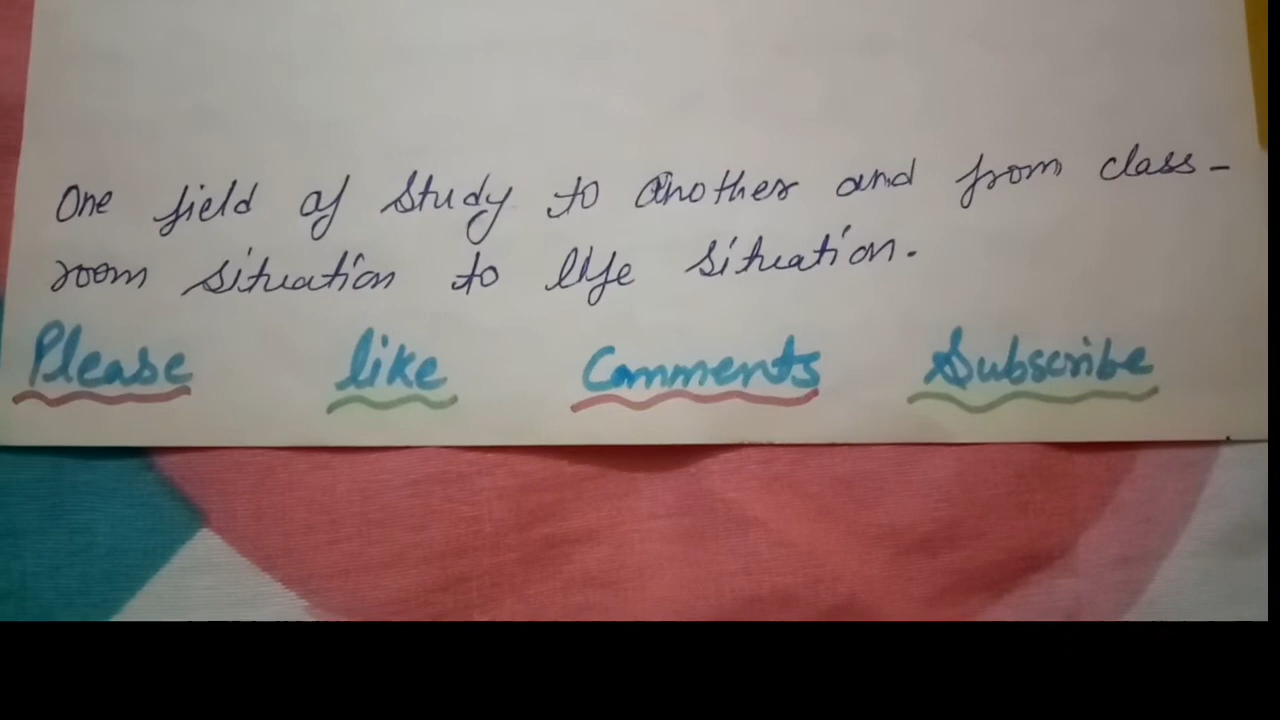 One field of Study to another and from class-
room situation to life situation.
Please like Comments Subscribe